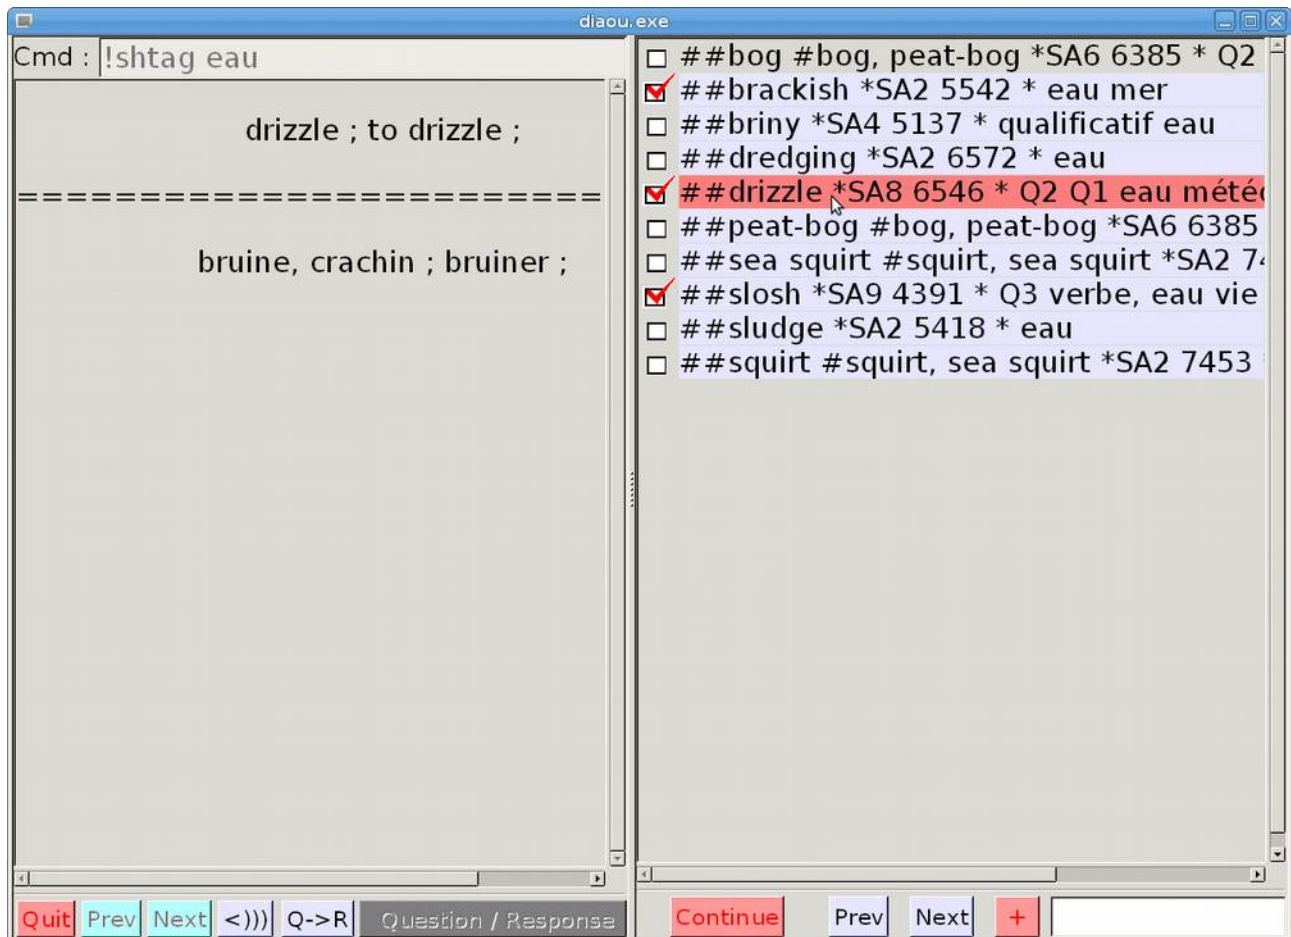 diaou.exe
Cmd : !shtag eau
drizzle ; to drizzle ;
===========================
bruine, crachin ; bruiner ;
Quit Prev Next <))) Q->R Question / Response
##bog #bog, peat-bog *SA6 6385 * Q2
##brackish *SA2 5542 * eau mer
##briny *SA4 5137 * qualificatif eau
##dredging *SA2 6572 * eau
##drizzle *SA8 6546 * Q2 Q1 eau
##peat-bog #bog, peat-bog *SA6 6385
##sea squirt #squirt, sea squirt *SA2
##slosh *SA9 4391 * Q3 verbe, eau vie
##sludge *SA2 5418 * eau
##squirt #squirt, sea squirt *SA2 7453
Continue Prev Next +